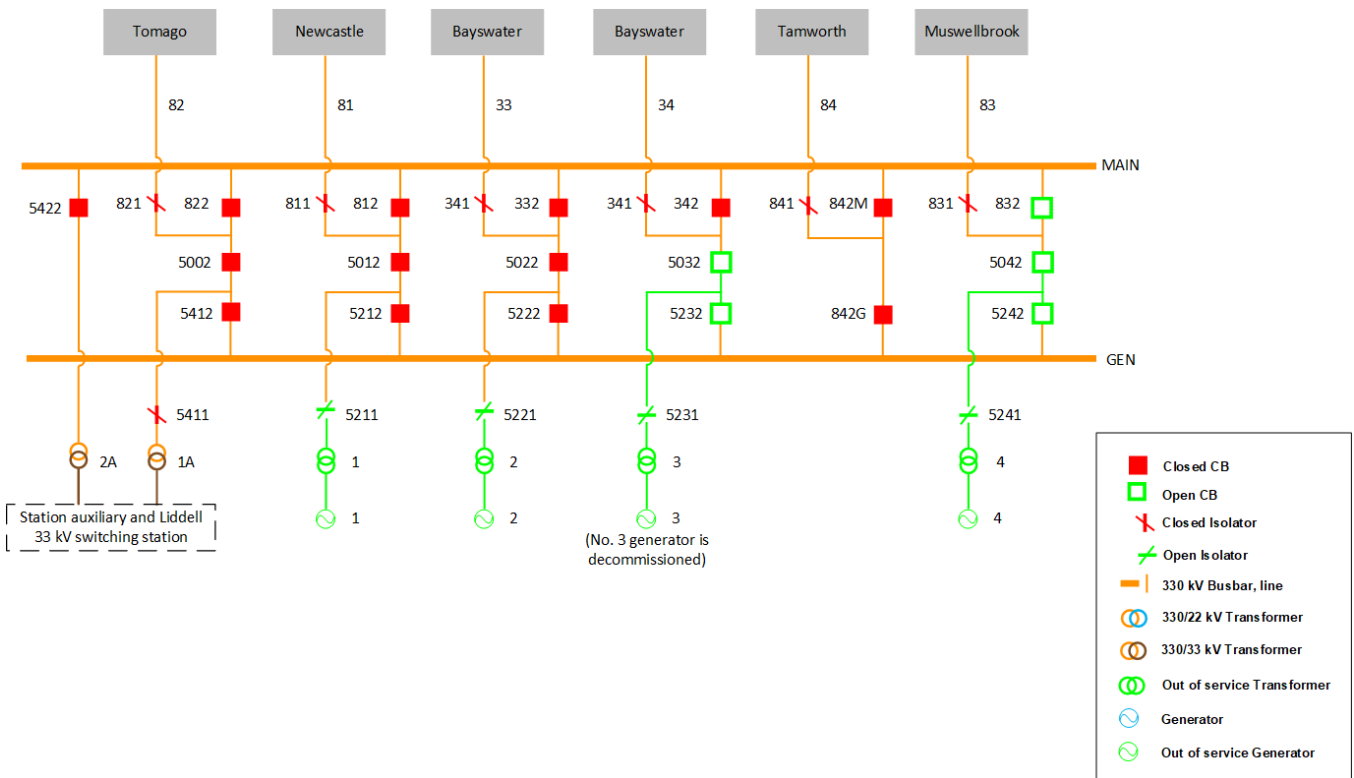 Tomago
Newcastle
Bayswater
Bayswater
Tamworth
Muswellbrook
82
81
33
34
84
83
MAIN
5422
821
822
811
812
341
332
341
342
841
842M
831
832
5002
5012
5022
5032
5042
5412
5212
5222
5232
842G
5242
GEN
5411
5211
5221
5231
5241
2A
1A
1
2
3
4
Station auxiliary and Liddell
33 kV switching station
1
2
3
4
(No. 3 generator is
decommissioned)
Closed CB
Open CB
Closed Isolator
Open Isolator
330 kV Busbar, line
330/22 kV Transformer
330/33 kV Transformer
Out of service Transformer
Generator
Out of service Generator